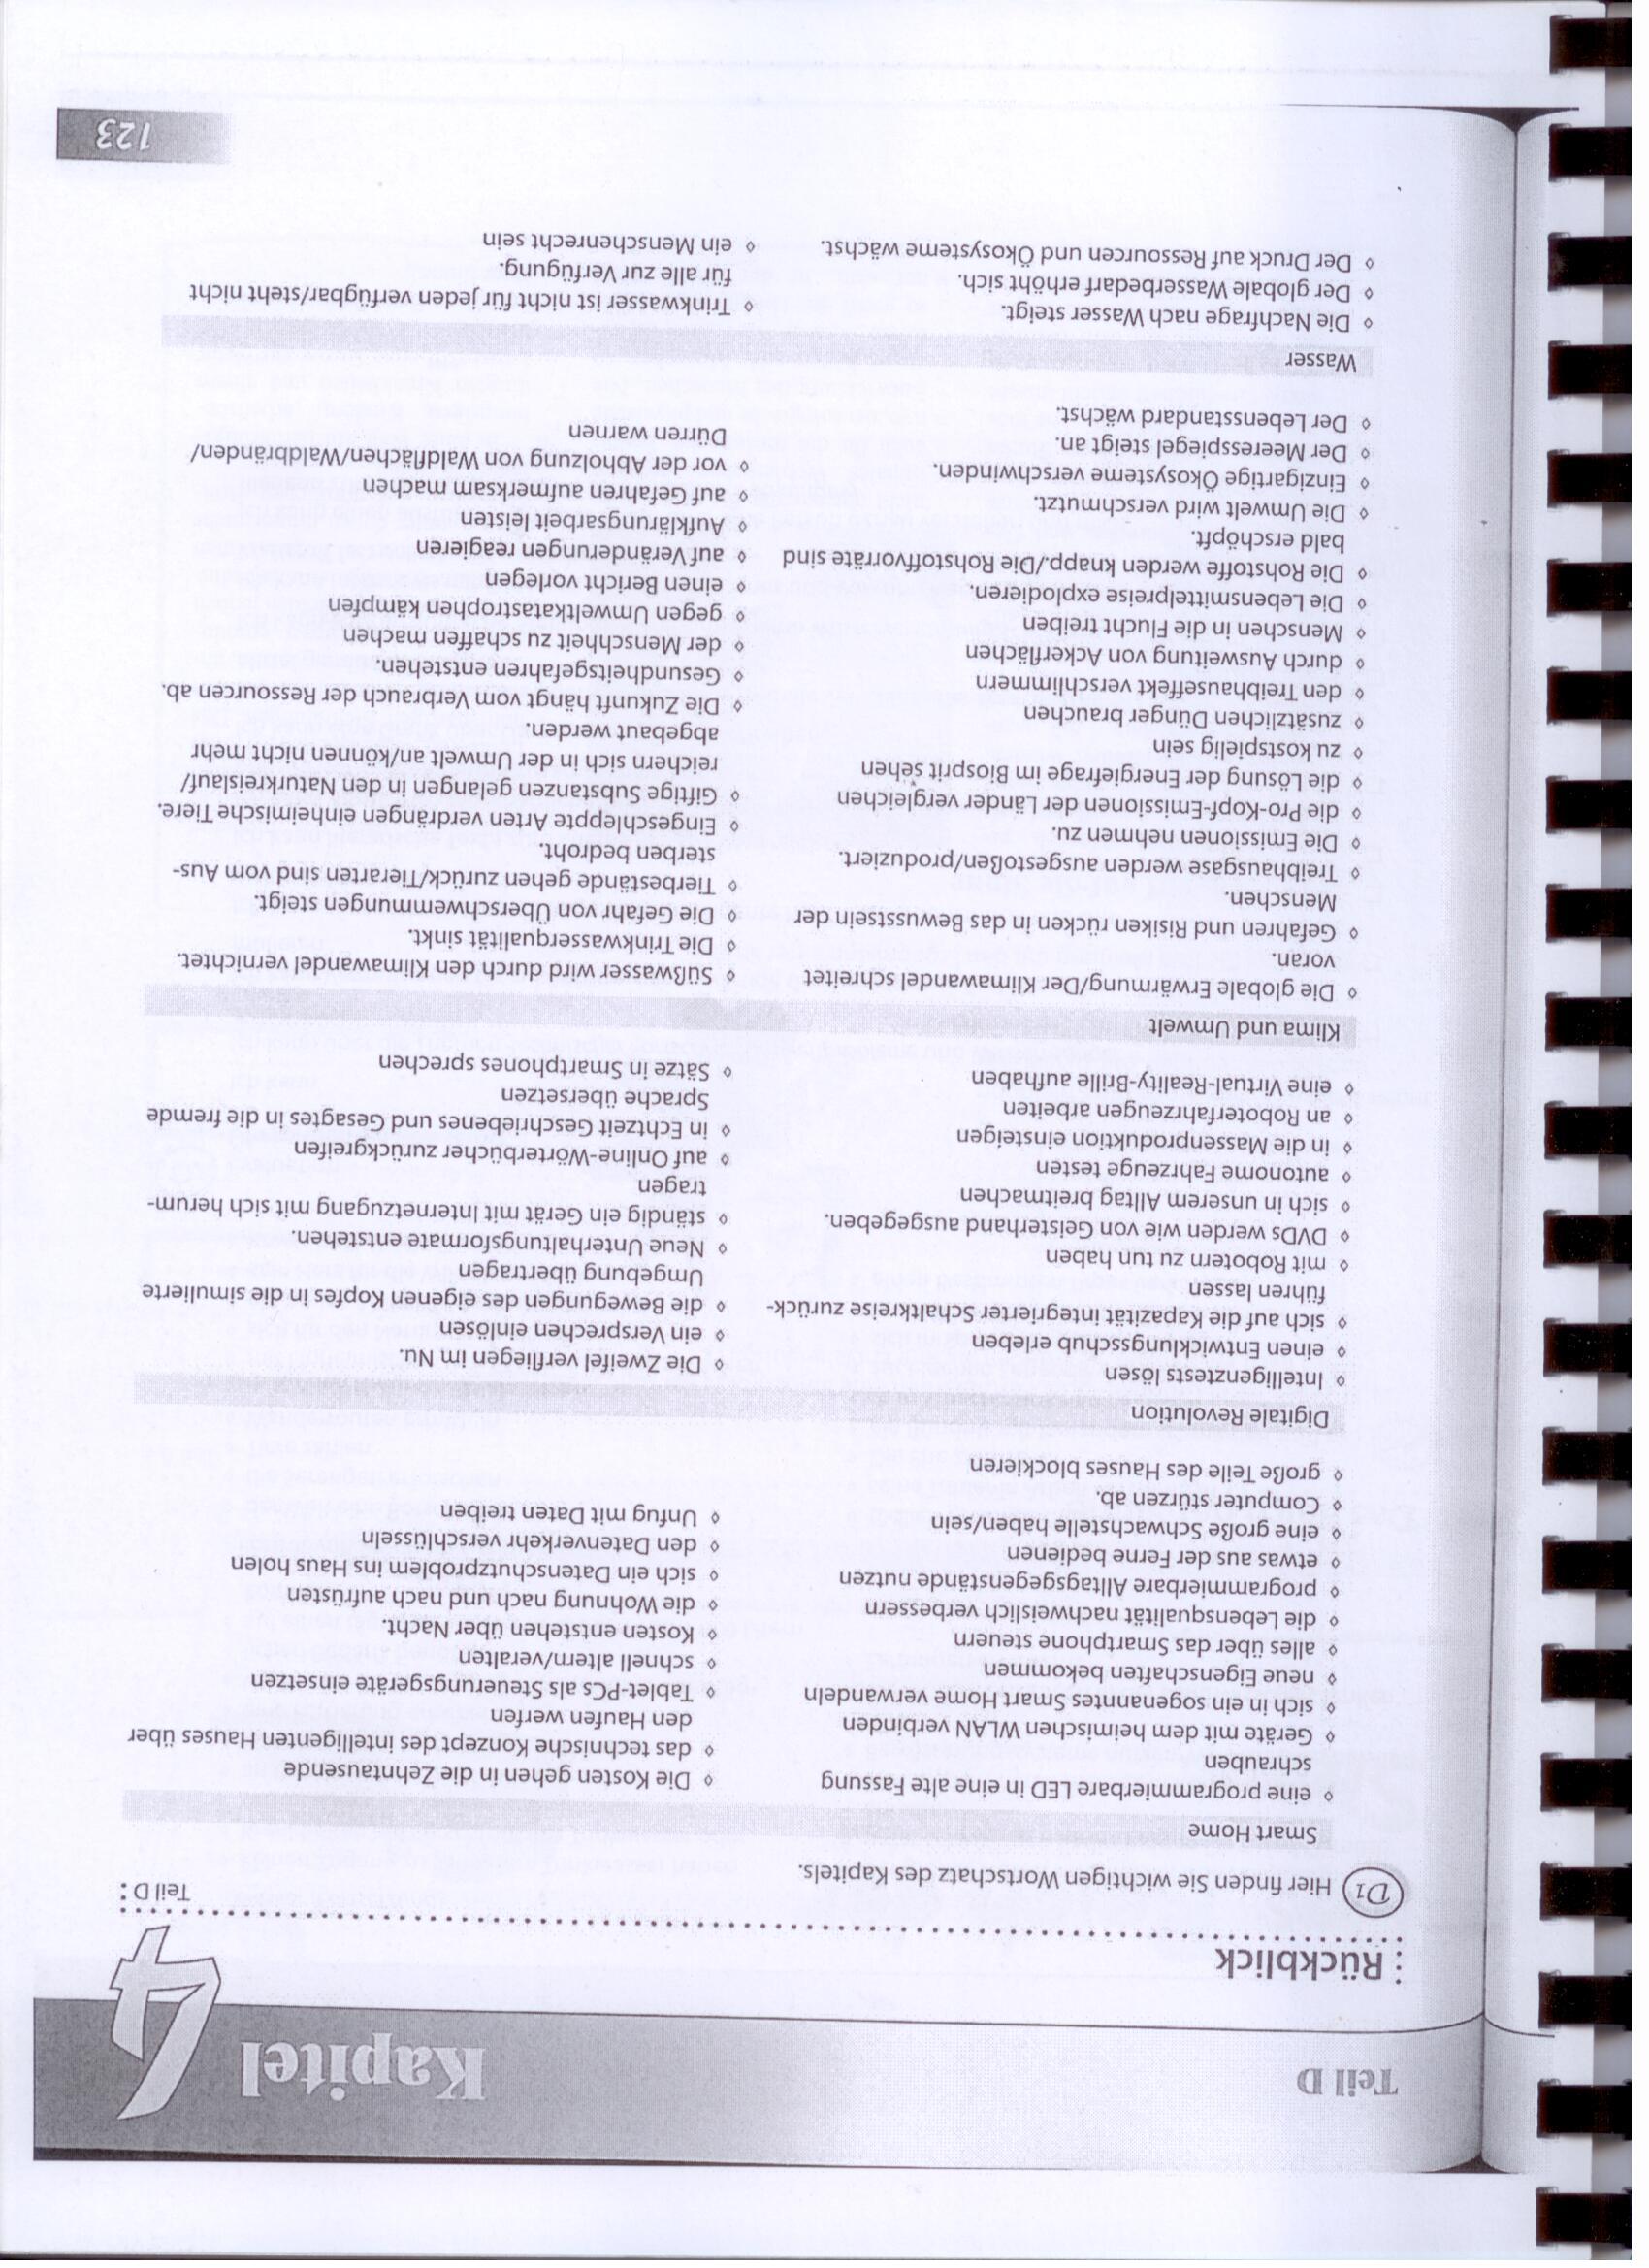 Teil D
Kapitel 4
Rückblick
Teil D
D1 Hier finden Sie wichtigen Wortschatz des Kapitels.
Smart Home
◊ eine programmierbare LED in eine alte Fassung
schrauben
◊ Geräte mit dem heimischen WLAN verbinden
◊ sich in ein sogenanntes Smart Home verwandeln
◊ neue Eigenschaften bekommen
◊ alles über das Smartphone steuern
◊ die Lebensqualität nachweislich verbessern
◊ programmierbare Alltagsgegenstände nutzen
◊ etwas aus der Ferne bedienen
◊ eine große Schwachstelle haben/sein
◊ Computer stürzen ab.
◊ große Teile des Hauses blockieren
◊ Die Kosten gehen in die Zehntausende
◊ das technische Konzept des intelligenten Hauses über
den Haufen werfen
◊ Tablet-PCs als Steuerungsgeräte einsetzen
◊ schnell altern/veralten
◊ Kosten entstehen über Nacht.
◊ die Wohnung nach und nach aufrüsten
◊ sich ein Datenschutzproblem ins Haus holen
◊ den Datenverkehr verschlüsseln
◊ Unfug mit Daten treiben
Digitale Revolution
◊ Intelligenztests lösen
◊ einen Entwicklungsschub erleben
◊ sich auf die Kapazität integrierter Schaltkreise zurück-
führen lassen
◊ mit Robotern zu tun haben
◊ DVDs werden wie von Geisterhand ausgegeben.
◊ sich in unserem Alltag breitmachen
◊ autonome Fahrzeuge testen
◊ in die Massenproduktion einsteigen
◊ an Roboterfahrzeugen arbeiten
◊ eine Virtual-Reality-Brille aufhaben
◊ Die Zweifel verfliegen im Nu.
◊ ein Versprechen einlösen
◊ die Bewegungen des eigenen Kopfes in die simulierte
Umgebung übertragen
◊ Neue Unterhaltungsformate entstehen.
◊ ständig ein Gerät mit Internetzugang mit sich herum-
tragen
◊ auf Online-Wörterbücher zurückgreifen
◊ in Echtzeit Geschriebenes und Gesagtes in die fremde
Sprache übersetzen
◊ Sätze in Smartphones sprechen
Klima und Umwelt
◊ Die globale Erwärmung/Der Klimawandel schreitet
voran.
◊ Gefahren und Risiken rücken in das Bewusstsein der
Menschen.
◊ Treibhausgase werden ausgestoßen/produziert.
◊ Die Emissionen nehmen zu.
◊ die Pro-Kopf-Emissionen der Länder vergleichen
◊ die Lösung der Energiefrage im Biosprit sehen
◊ zu kostspielig sein
◊ zusätzlichen Dünger brauchen
◊ den Treibhauseffekt verschlimmern
◊ durch Ausweitung von Ackerflächen
◊ Menschen in die Flucht treiben
◊ Die Lebensmittelpreise explodieren.
◊ Die Rohstoffe werden knapp./Die Rohstoffvorräte sind
bald erschöpft.
◊ Die Umwelt wird verschmutzt.
◊ Einzigartige Ökosysteme verschwinden.
◊ Der Meeresspiegel steigt an.
◊ Der Lebensstandard wächst.
◊ Süßwasser wird durch den Klimawandel vernichtet.
◊ Die Trinkwasserqualität sinkt.
◊ Die Gefahr von Überschwemmungen steigt.
◊ Tierbestände gehen zurück/Tierarten sind vom Aus-
sterben bedroht.
◊ Eingeschleppte Arten verdrängen einheimische Tiere.
◊ Giftige Substanzen gelangen in den Naturkreislauf/
reichern sich in der Umwelt an/können nicht mehr
abgebaut werden.
◊ Die Zukunft hängt vom Verbrauch der Ressourcen ab.
◊ Gesundheitsgefahren entstehen.
◊ der Menschheit zu schaffen machen
◊ gegen Umweltkatastrophen kämpfen
◊ einen Bericht vorlegen
◊ auf Veränderungen reagieren
◊ Aufklärungsarbeit leisten
◊ auf Gefahren aufmerksam machen
◊ vor der Abholzung von Waldflächen/Waldbränden/
Dürren warnen
Wasser
◊ Die Nachfrage nach Wasser steigt.
◊ Der globale Wasserbedarf erhöht sich.
◊ Der Druck auf Ressourcen und Ökosysteme wächst.
◊ Trinkwasser ist nicht für jeden verfügbar/steht nicht
für alle zur Verfügung.
◊ ein Menschenrecht sein
123